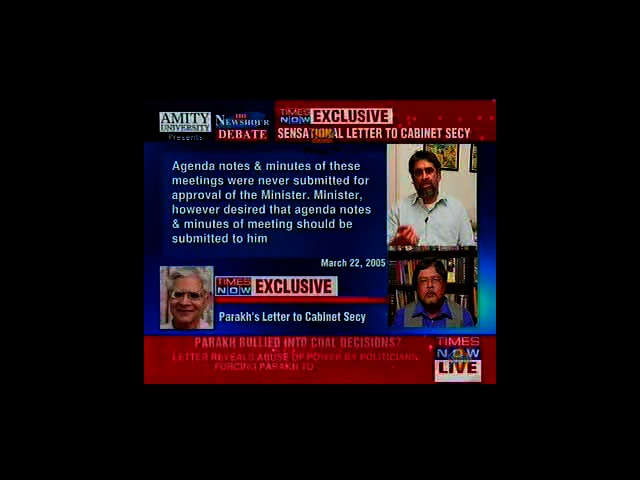 AMITY
UNIVERSITY
Presents
THE
NEWSHOUR
DEBATE
TIMES
NOW
EXCLUSIVE
SENSATIONAL LETTER TO CABINET SECY
Agenda notes & minutes of these
meetings were never submitted for
approval of the Minister. Minister,
however desired that agenda notes
& minutes of meeting should be
submitted to him
March 22, 2005
TIMES
NOW
EXCLUSIVE
Parakh's Letter to Cabinet Secy
PARAKH BULLIED INTO COAL DECISIONS?
LETTER REVEALS ABUSE OF POWER BY POLITICIANS
FORCING PARAKH TO
TIMES
NOW
LIVE